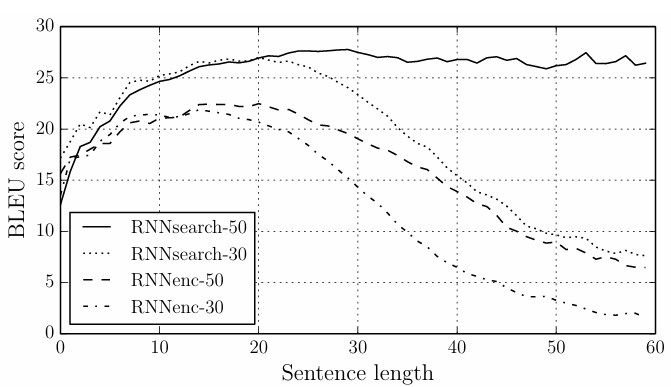 30
25
20
15
10
5
0
BLEU score
RNNsearch-50
RNNsearch-30
RNNenc-50
RNNenc-30
0 10 20 30 40 50 60
Sentence length